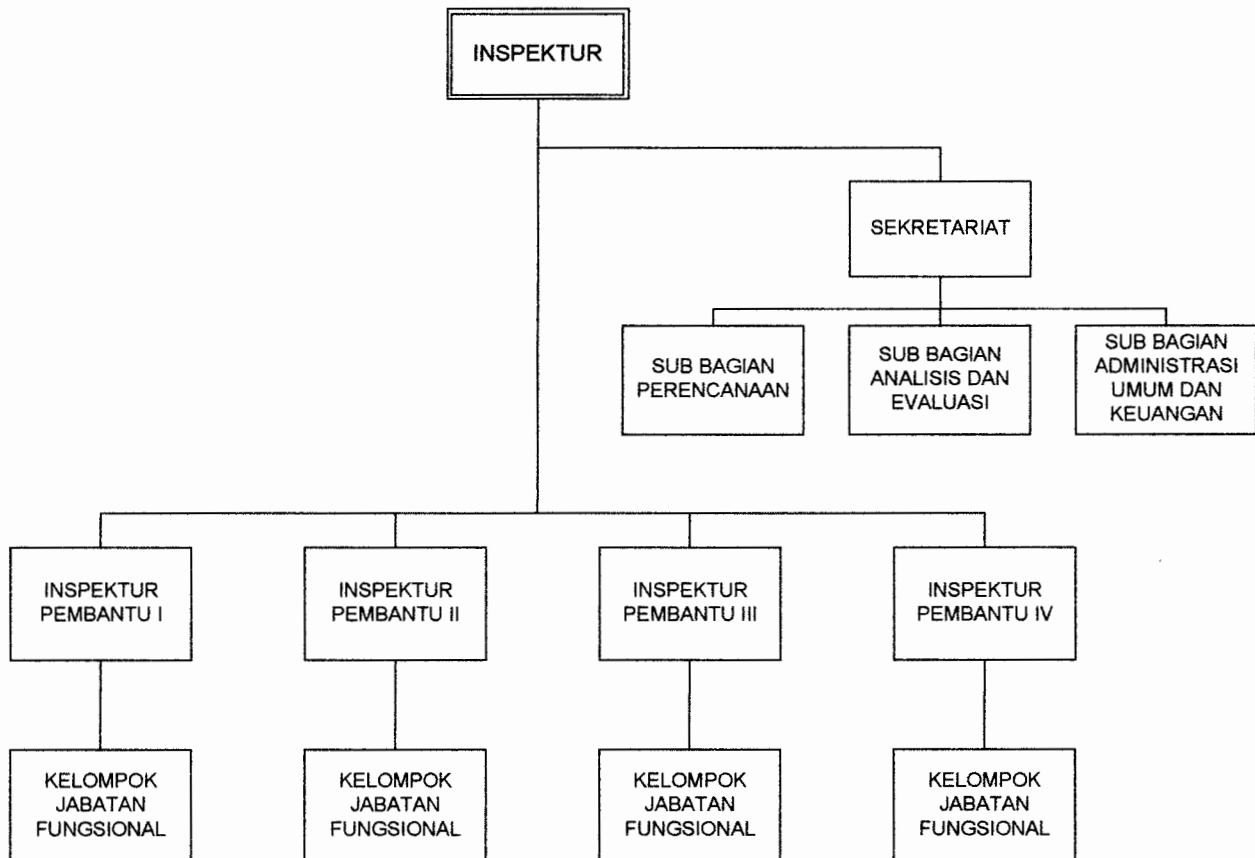 INSPEKTUR
SEKRETARIAT
SUB BAGIAN
PERENCANAAN
SUB BAGIAN
ANALISIS DAN
EVALUASI
SUB BAGIAN
ADMINISTRASI
UMUM DAN
KEUANGAN
INSPEKTUR
PEMBANTU I
INSPEKTUR
PEMBANTU II
INSPEKTUR
PEMBANTU III
INSPEKTUR
PEMBANTU IV
KELOMPOK
JABATAN
FUNGSIONAL
KELOMPOK
JABATAN
FUNGSIONAL
KELOMPOK
JABATAN
FUNGSIONAL
KELOMPOK
JABATAN
FUNGSIONAL